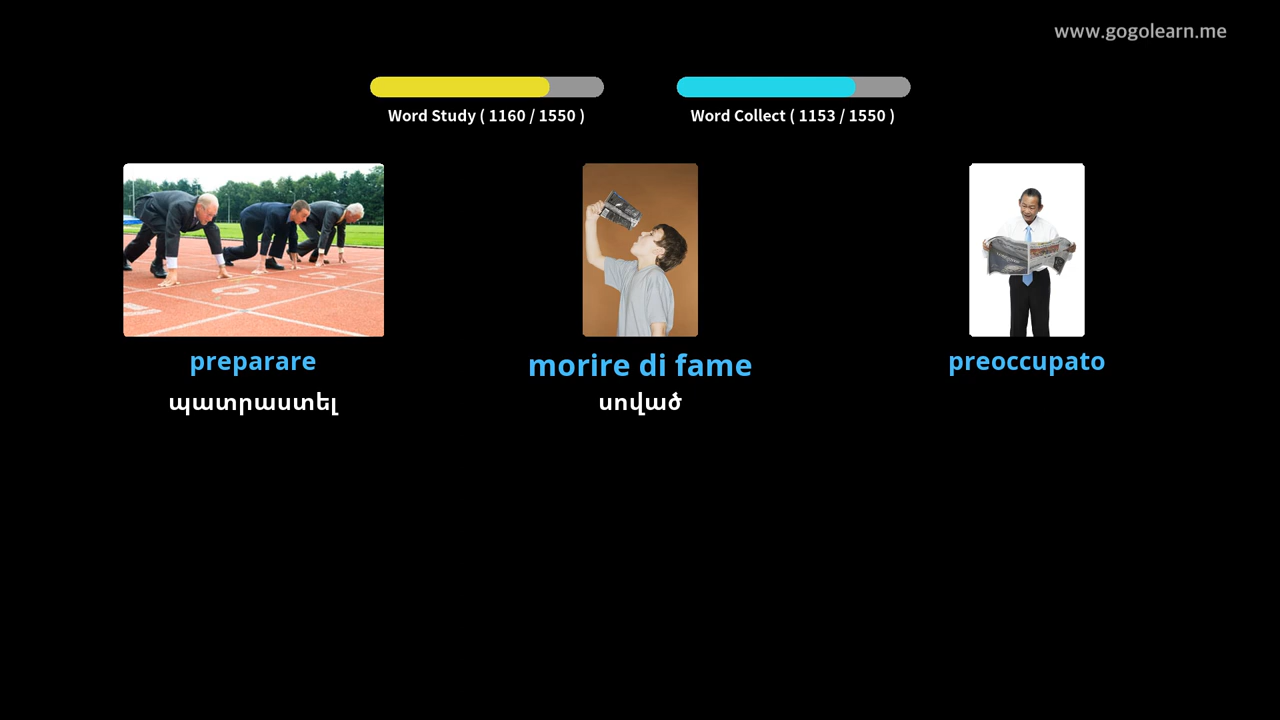 www.gogolearn.me
Word Study ( 1160 / 1550 )
Word Collect ( 1153 / 1550 )
preparare
morire di fame
preoccupato
պատրաստել
սոված